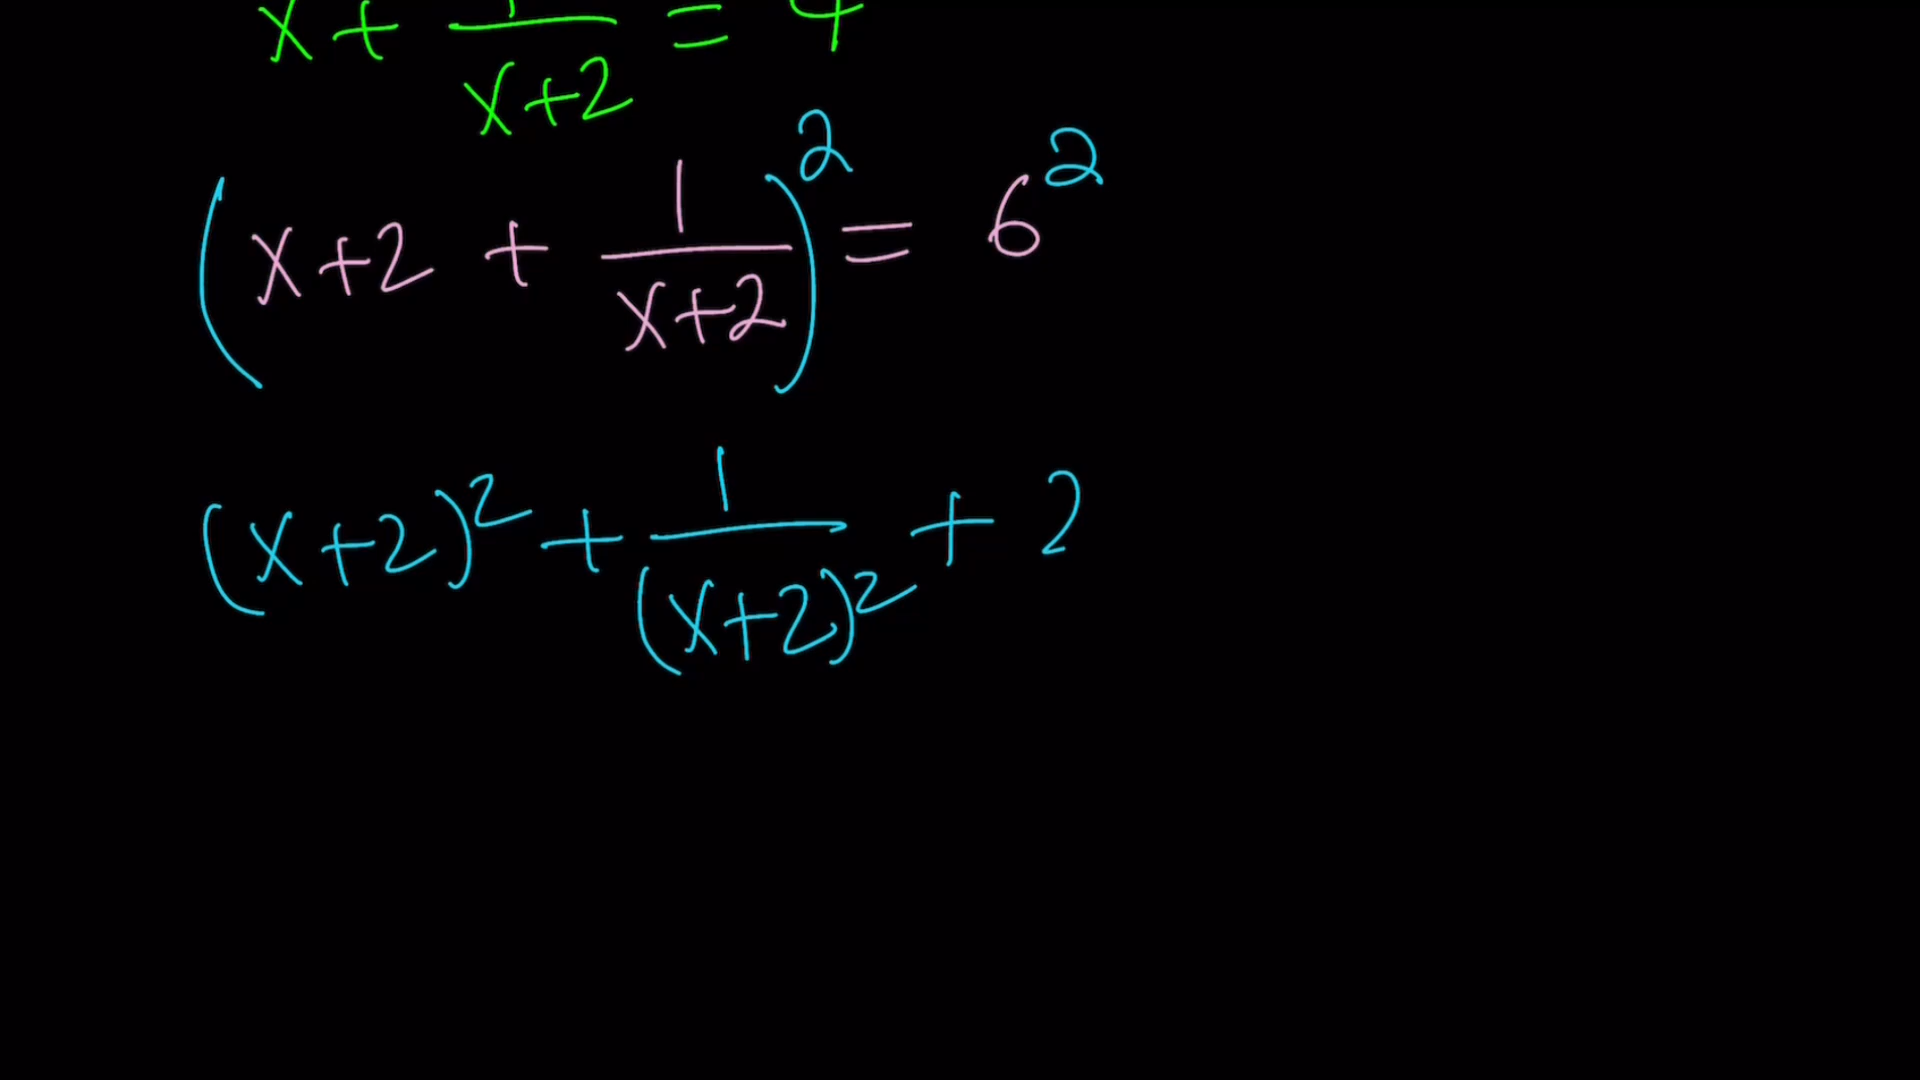 x + 1/(x+2) = 4
(x+2 + 1/(x+2))² = 6²
(x+2)² + 1/(x+2)² + 2